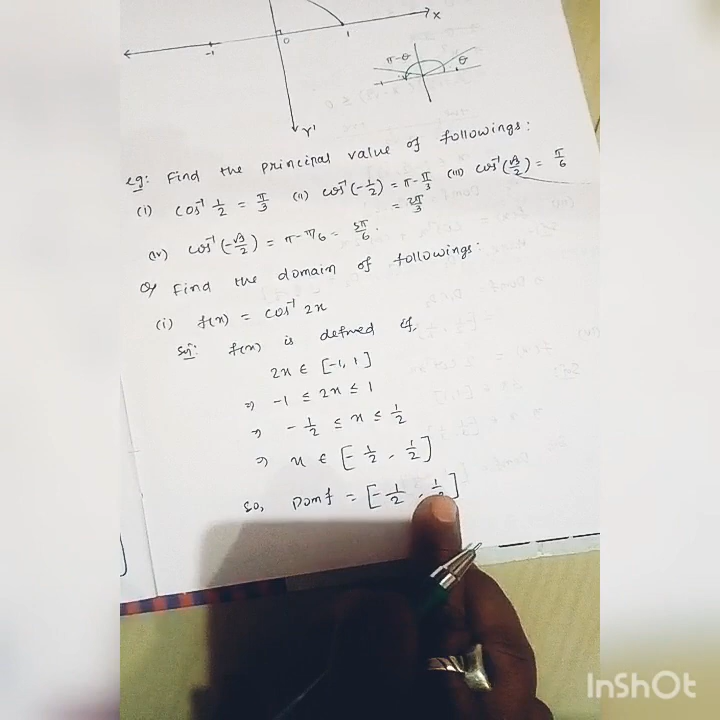 X
-1
0
1
π-θ
θ
-1
Y'
eg: Find the principal value of followings:
(i) cos⁻¹ 1/2 = π/3 (ii) cos⁻¹(-1/2) = π-π/3 (iii) cos⁻¹(√3/2) = π/6
= 2π/3
(iv) cos⁻¹(-√3/2) = π-π/6 = 5π/6.
Q Find the domain of followings:
(i) f(x) = cos⁻¹ 2x
Solⁿ: f(x) is defined if,
2x ∈ [-1, 1]
⇒ -1 ≤ 2x ≤ 1
⇒ -1/2 ≤ x ≤ 1/2
⇒ x ∈ [-1/2, 1/2]
So, Domf = [-1/2, 1/2]
InShOt